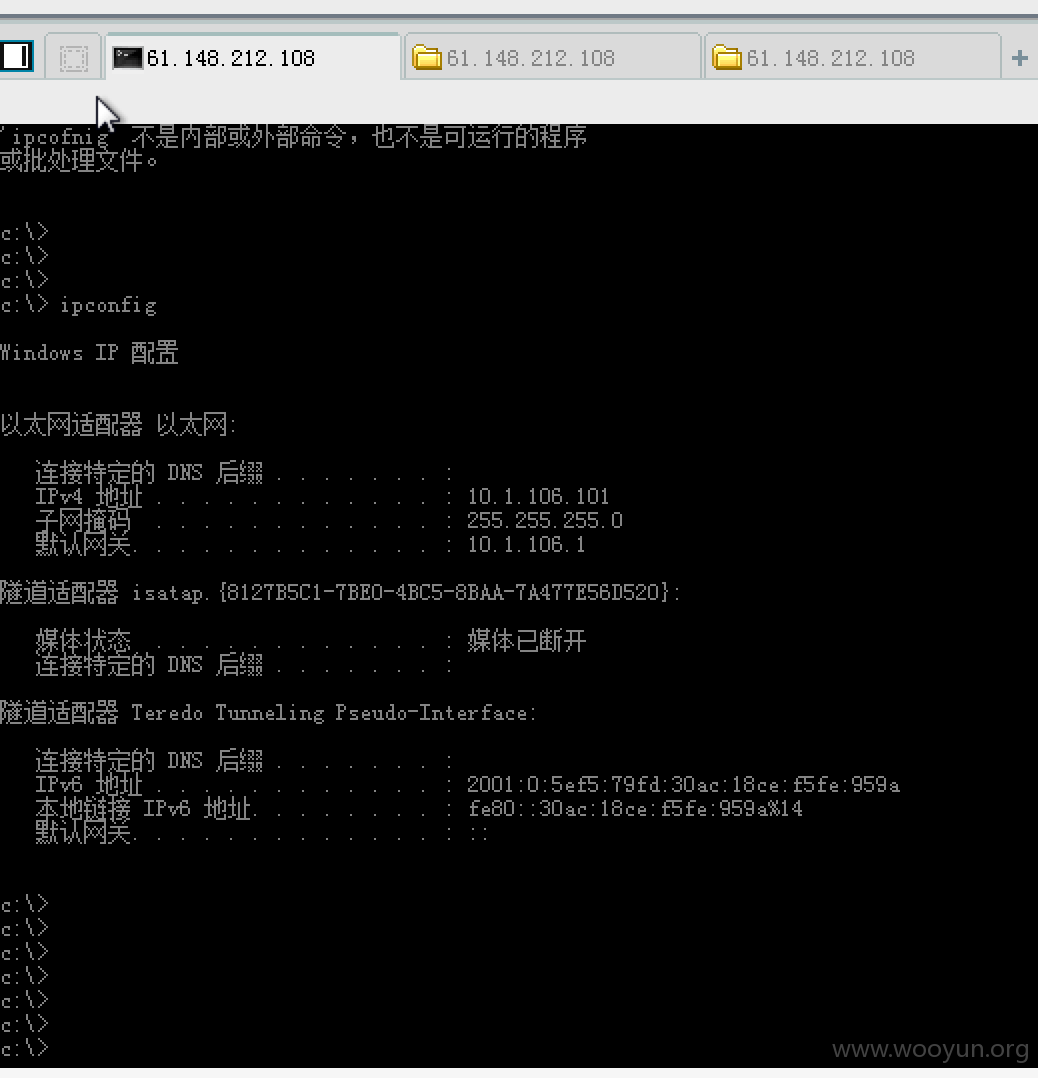 61.148.212.108 61.148.212.108 61.148.212.108 +
'ipcofnig' 不是内部或外部命令，也不是可运行的程序
或批处理文件。
c:\>
c:\>
c:\>
c:\> ipconfig
Windows IP 配置
以太网适配器 以太网:
连接特定的 DNS 后缀 . . . . . . . :
IPv4 地址 . . . . . . . . . . . . : 10.1.106.101
子网掩码  . . . . . . . . . . . . : 255.255.255.0
默认网关. . . . . . . . . . . . . : 10.1.106.1
隧道适配器 isatap.{8127B5C1-7BE0-4BC5-8BAA-7A477E56D520}:
媒体状态  . . . . . . . . . . . . : 媒体已断开
连接特定的 DNS 后缀 . . . . . . . :
隧道适配器 Teredo Tunneling Pseudo-Interface:
连接特定的 DNS 后缀 . . . . . . . :
IPv6 地址 . . . . . . . . . . . . : 2001:0:5ef5:79fd:30ac:18ce:f5fe:959a
本地链接 IPv6 地址. . . . . . . . : fe80::30ac:18ce:f5fe:959a%14
默认网关. . . . . . . . . . . . . : ::
c:\>
c:\>
c:\>
c:\>
c:\>
c:\>
c:\>
www.wooyun.org